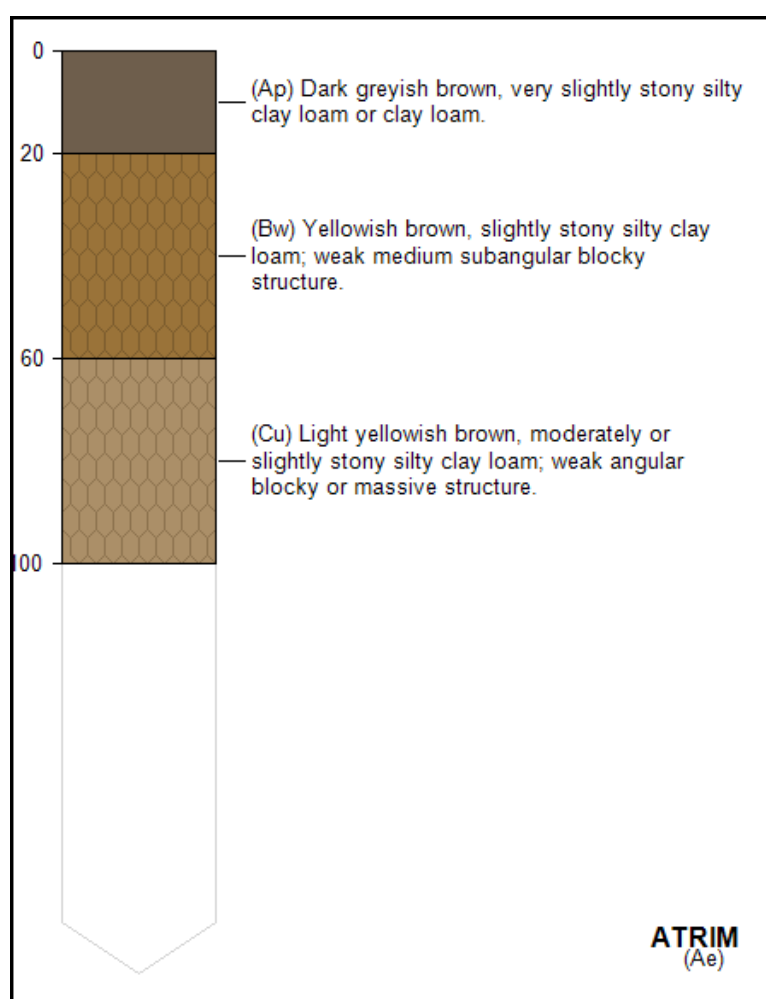 0
(Ap) Dark greyish brown, very slightly stony silty
clay loam or clay loam.
20
(Bw) Yellowish brown, slightly stony silty clay
loam; weak medium subangular blocky
structure.
60
(Cu) Light yellowish brown, moderately or
slightly stony silty clay loam; weak angular
blocky or massive structure.
100
ATRIM
(Ae)